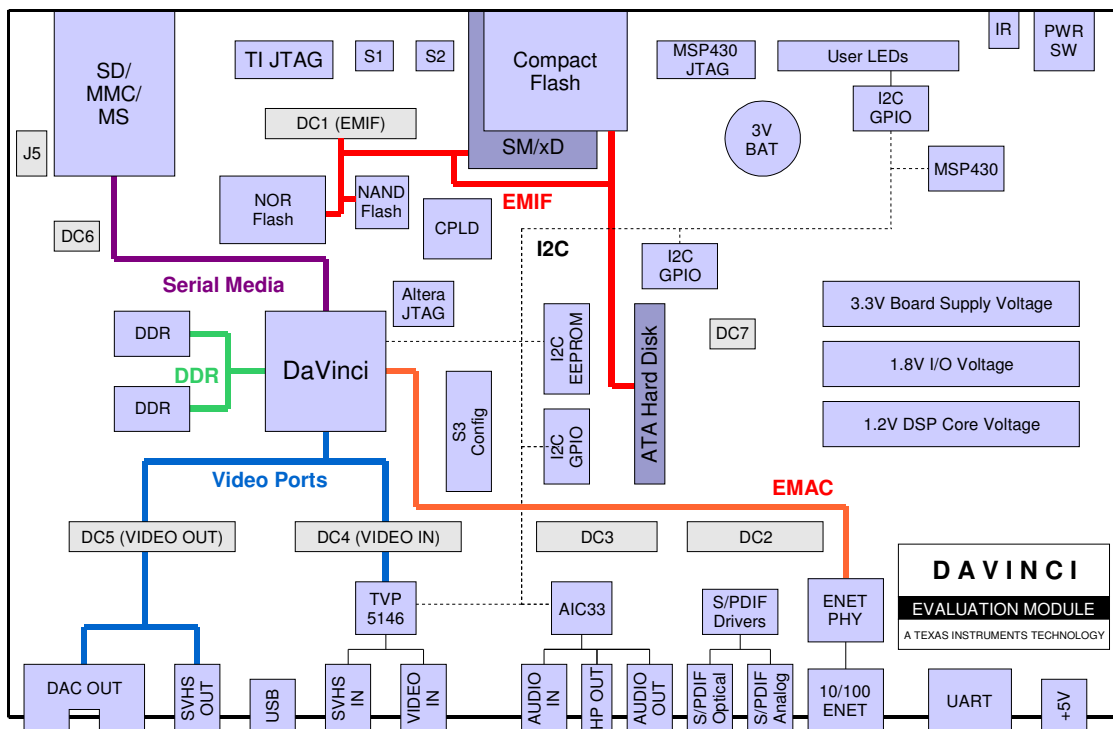 SD/
MMC/
MS
TI JTAG
S1
S2
Compact
Flash
MSP430
JTAG
User LEDs
IR
PWR
SW
I2C
GPIO
DC1 (EMIF)
3V
BAT
J5
SM/xD
MSP430
NOR
Flash
NAND
Flash
EMIF
CPLD
DC6
I2C
I2C
GPIO
Serial Media
Altera
JTAG
3.3V Board Supply Voltage
DDR
DaVinci
I2C
EEPROM
ATA Hard Disk
DC7
1.8V I/O Voltage
DDR
DDR
S3
Config
I2C
GPIO
1.2V DSP Core Voltage
Video Ports
EMAC
DC5 (VIDEO OUT)
DC4 (VIDEO IN)
DC3
DC2
DAVINCI
EVALUATION MODULE
A TEXAS INSTRUMENTS TECHNOLOGY
TVP
5146
AIC33
S/PDIF
Drivers
ENET
PHY
DAC OUT
SVHS
OUT
USB
SVHS
IN
VIDEO
IN
AUDIO
IN
HP OUT
AUDIO
OUT
S/PDIF
Optical
S/PDIF
Analog
10/100
ENET
UART
+5V